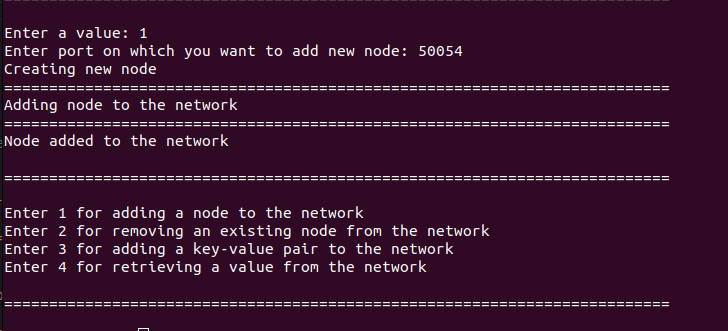 Enter a value: 1
Enter port on which you want to add new node: 50054
Creating new node
==========================================================================
Adding node to the network
==========================================================================
Node added to the network
==========================================================================
Enter 1 for adding a node to the network
Enter 2 for removing an existing node from the network
Enter 3 for adding a key-value pair to the network
Enter 4 for retrieving a value from the network
==========================================================================